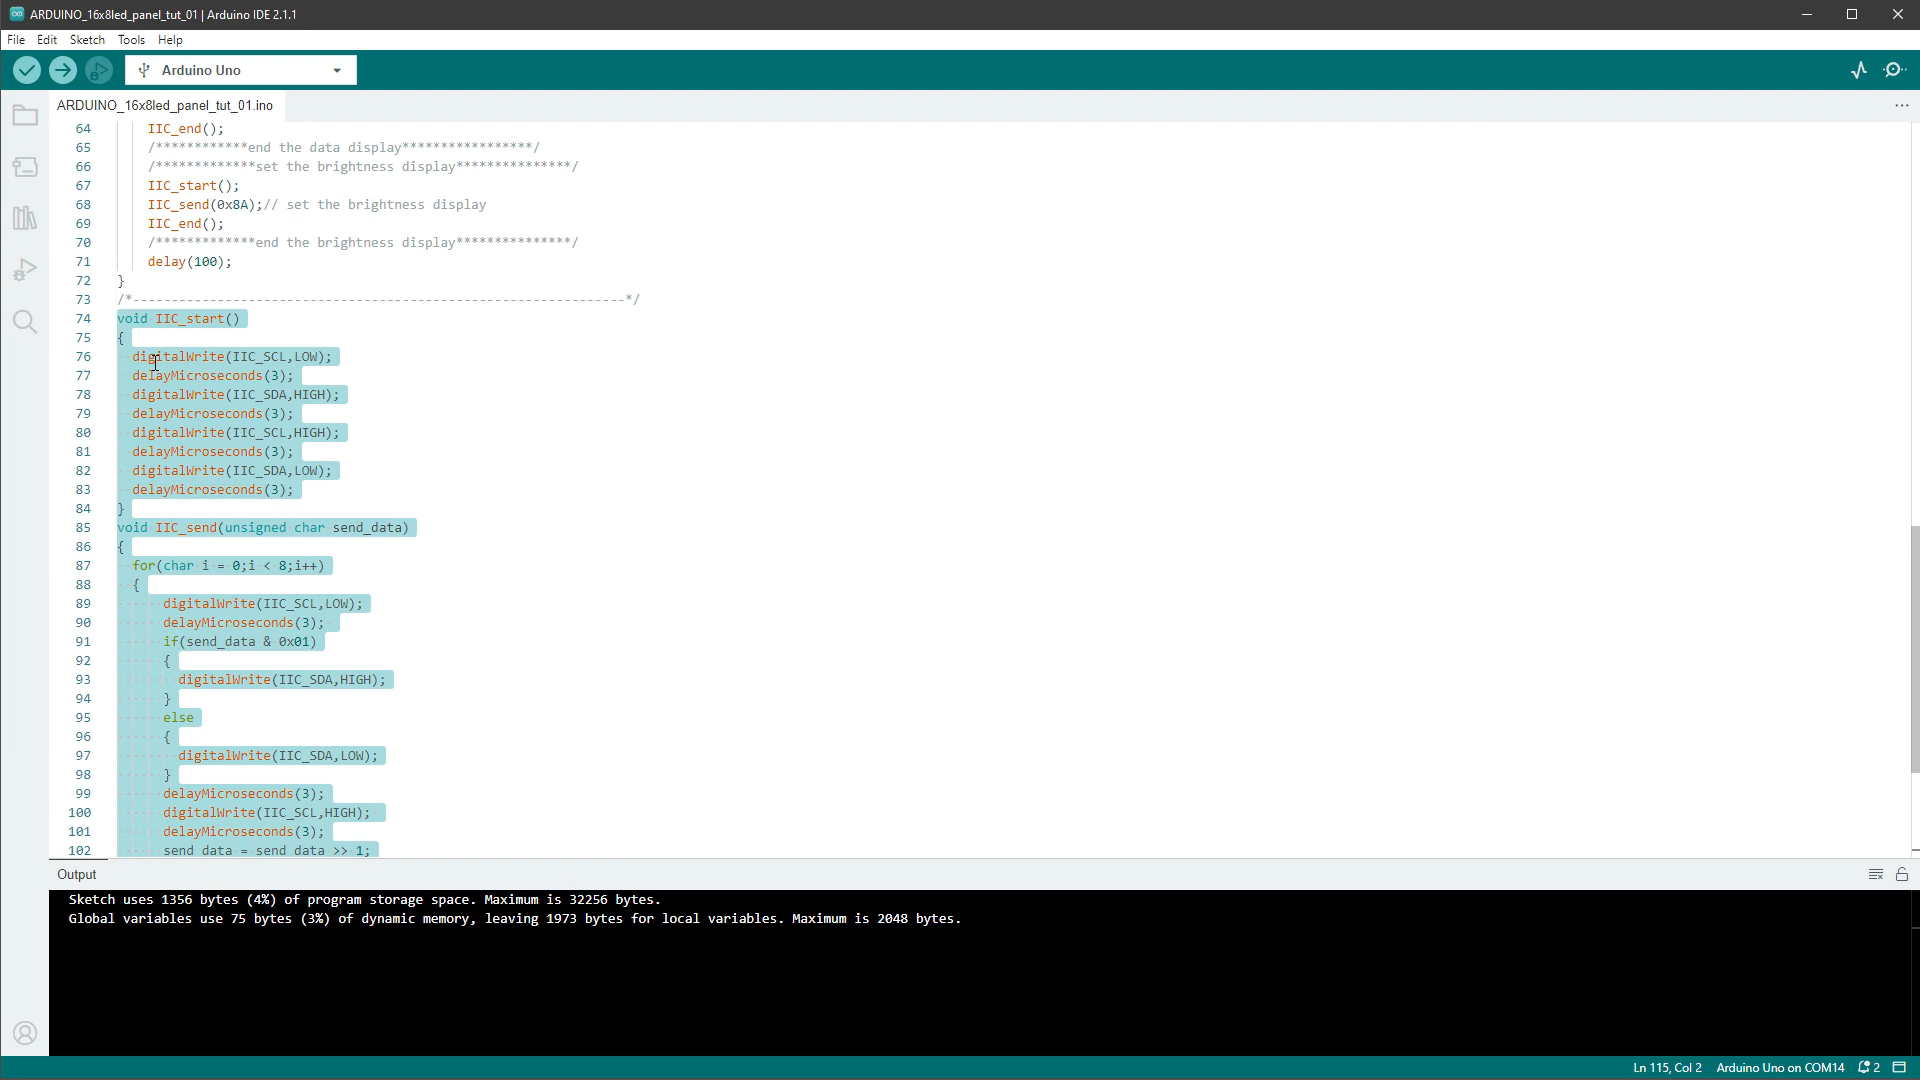 ARDUINO_16x8led_panel_tut_01 | Arduino IDE 2.1.1
File Edit Sketch Tools Help
Arduino Uno
ARDUINO_16x8led_panel_tut_01.ino
64 IIC_end();
65 /************end the data display*****************/
66 /*************set the brightness display***************/
67 IIC_start();
68 IIC_send(0x8A);// set the brightness display
69 IIC_end();
70 /*************end the brightness display***************/
71 delay(100);
72 }
73 /*----------------------------------------------------------------*/
74 void IIC_start()
75 {
76 digitalWrite(IIC_SCL,LOW);
77 delayMicroseconds(3);
78 digitalWrite(IIC_SDA,HIGH);
79 delayMicroseconds(3);
80 digitalWrite(IIC_SCL,HIGH);
81 delayMicroseconds(3);
82 digitalWrite(IIC_SDA,LOW);
83 delayMicroseconds(3);
84 }
85 void IIC_send(unsigned char send_data)
86 {
87 for(char i = 0;i < 8;i++)
88 {
89 digitalWrite(IIC_SCL,LOW);
90 delayMicroseconds(3);
91 if(send_data & 0x01)
92 {
93 digitalWrite(IIC_SDA,HIGH);
94 }
95 else
96 {
97 digitalWrite(IIC_SDA,LOW);
98 }
99 delayMicroseconds(3);
100 digitalWrite(IIC_SCL,HIGH);
101 delayMicroseconds(3);
102 send_data = send_data >> 1;
Output
Sketch uses 1356 bytes (4%) of program storage space. Maximum is 32256 bytes.
Global variables use 75 bytes (3%) of dynamic memory, leaving 1973 bytes for local variables. Maximum is 2048 bytes.
Ln 115, Col 2 Arduino Uno on COM14 2